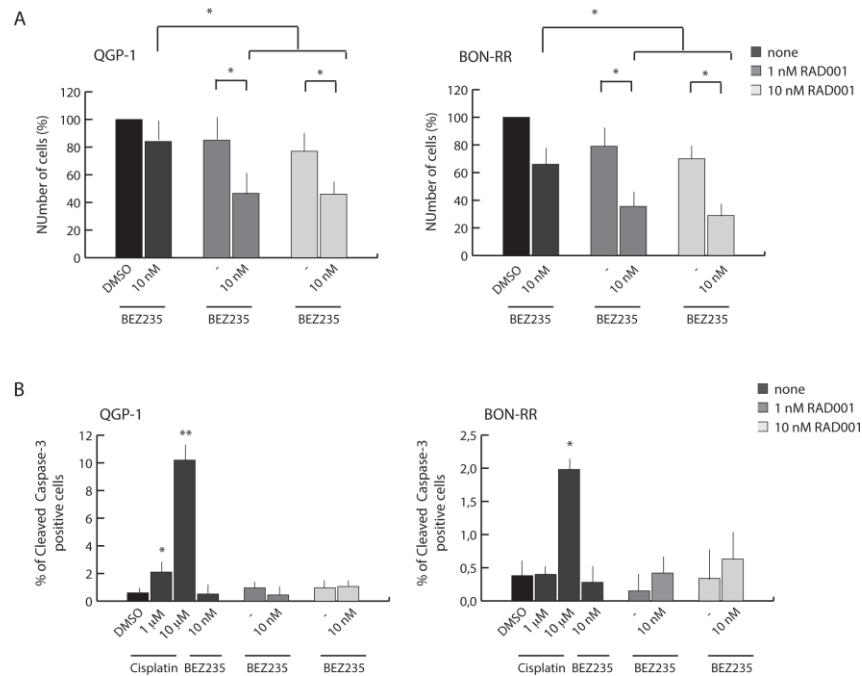 A
*
*
QGP-1
BON-RR
none
1 nM RAD001
10 nM RAD001
* *
* *
NUmber of cells (%)
120
100
80
60
40
20
0
DMSO 10 nM - 10 nM - 10 nM
BEZ235 BEZ235 BEZ235
NUmber of cells (%)
120
100
80
60
40
20
0
DMSO 10 nM - 10 nM - 10 nM
BEZ235 BEZ235 BEZ235
B
QGP-1
BON-RR
none
1 nM RAD001
10 nM RAD001
% of Cleaved Caspase-3
positive cells
12
10
8
6
4
2
0
*
**
DMSO 1 µM 10 µM 10 nM - 10 nM - 10 nM
Cisplatin BEZ235 BEZ235 BEZ235
% of Cleaved Caspase-3
positive cells
2,5
2,0
1,5
1,0
0,5
0,0
*
DMSO 1 µM 10 µM 10 nM - 10 nM - 10 nM
Cisplatin BEZ235 BEZ235 BEZ235